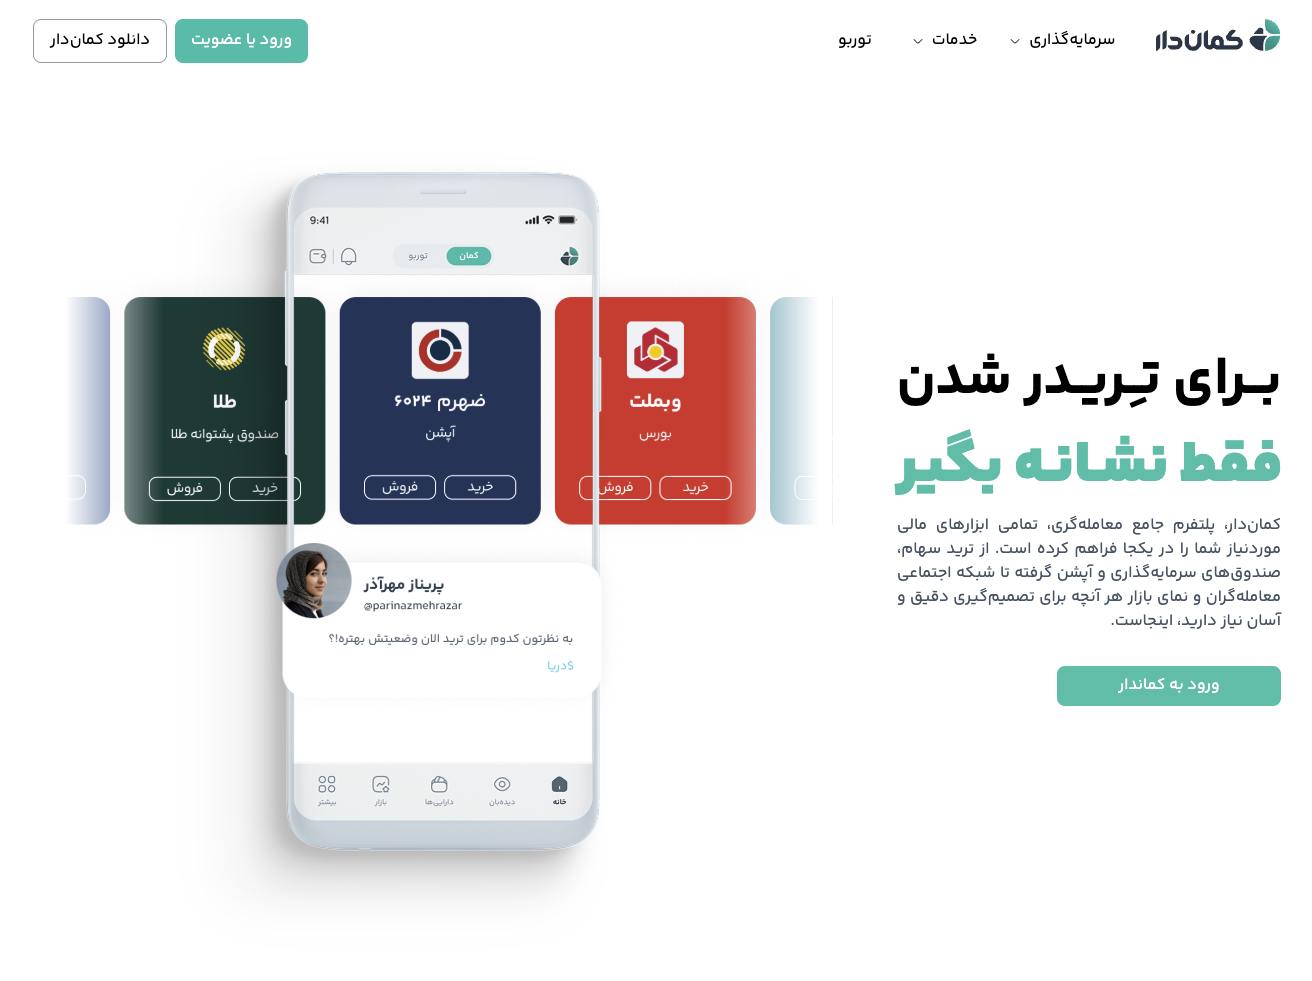 کمان‌دار
سرمایه‌گذاری
خدمات
توربو
ورود یا عضویت
دانلود کمان‌دار
بـرای تـِریـدر شدن
فقط نشانه بگیر
کمان‌دار، پلتفرم جامع معامله‌گری، تمامی ابزارهای مالی
موردنیاز شما را در یکجا فراهم کرده است. از ترید سهام،
صندوق‌های سرمایه‌گذاری و آپشن گرفته تا شبکه اجتماعی
معامله‌گران و نمای بازار هر آنچه برای تصمیم‌گیری دقیق و
آسان نیاز دارید، اینجاست.
ورود به کماندار
9:41
کمان
توربو
وبملت
بورس
خرید
فروش
ضهرم ۶۰۲۴
آپشن
خرید
فروش
طلا
صندوق پشتوانه طلا
خرید
فروش
پریناز مهرآذر
@parinazmehrazar
به نظرتون کدوم برای ترید الان وضعیتش بهتره!؟
$دریا
خانه
دیده‌بان
دارایی‌ها
بازار
بیشتر